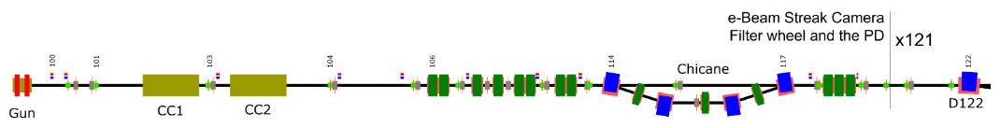 e-Beam Streak Camera
Filter wheel and the PD
x121
100
101
103
104
106
114
117
122
Chicane
Gun
CC1
CC2
D122